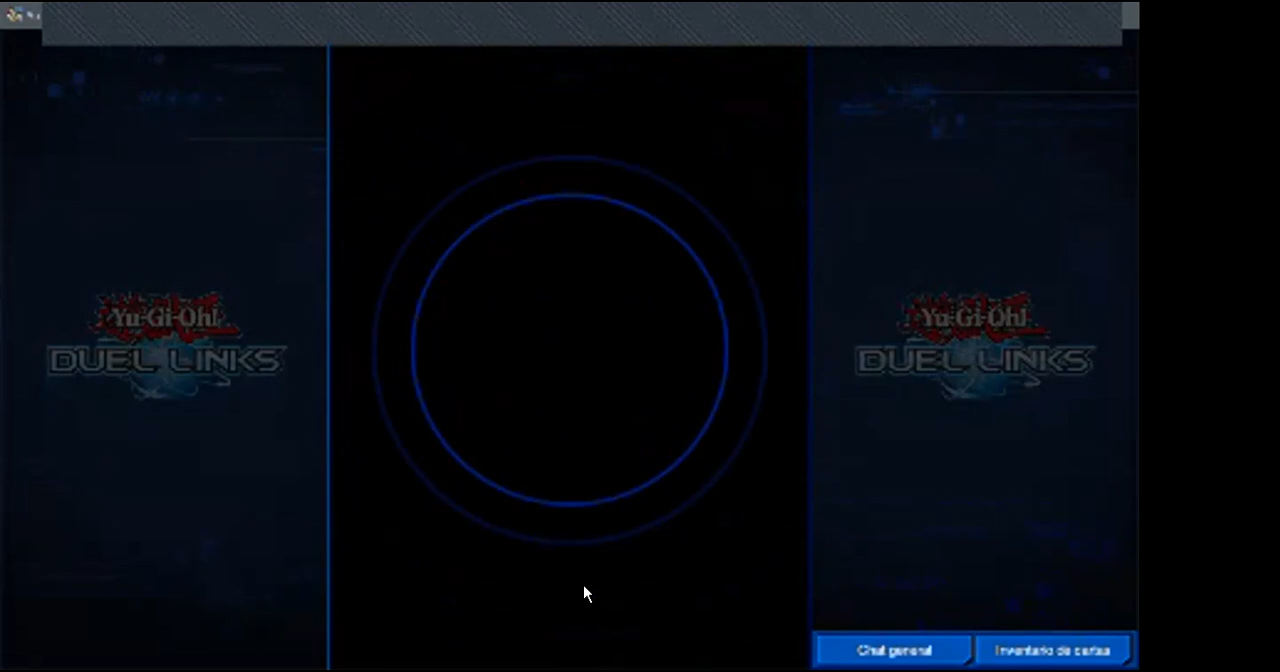 Yu-Gi-Oh!
DUEL LINKS
Yu-Gi-Oh!
DUEL LINKS
Chat general
Inventario de cartas